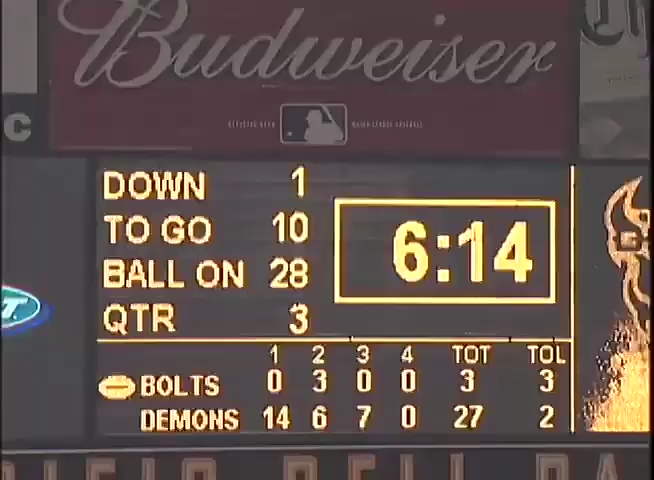 Budweiser
C
DOWN 1
TO GO 10
BALL ON 28
QTR 3
6:14
1 2 3 4 TOT TOL
BOLTS 0 3 0 0 3 3
DEMONS 14 6 7 0 27 2